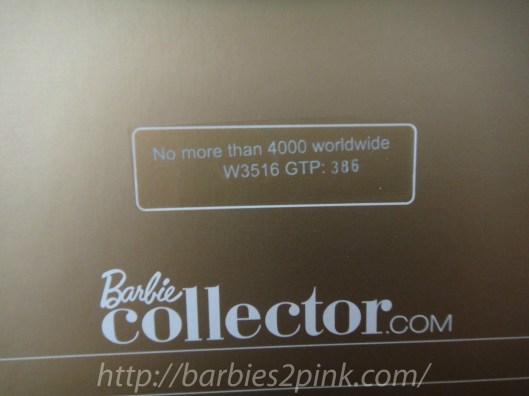 No more than 4000 worldwide
W3516 GTP: 386
Barbie
collector.COM
http://barbies2pink.com/